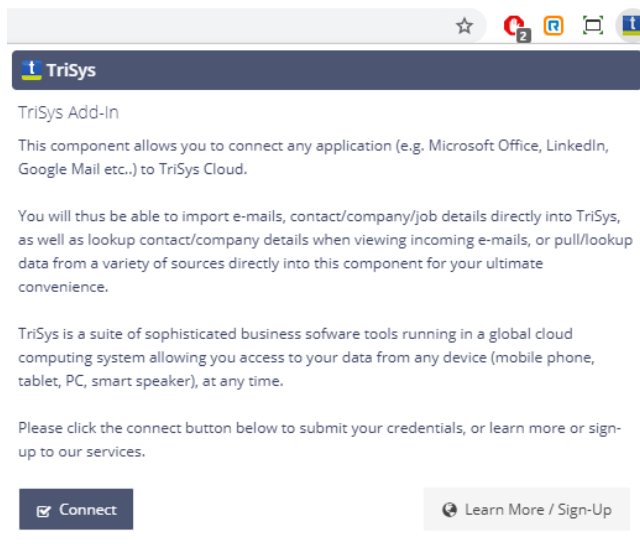 2
t
t TriSys
TriSys Add-In
This component allows you to connect any application (e.g. Microsoft Office, LinkedIn,
Google Mail etc..) to TriSys Cloud.
You will thus be able to import e-mails, contact/company/job details directly into TriSys,
as well as lookup contact/company details when viewing incoming e-mails, or pull/lookup
data from a variety of sources directly into this component for your ultimate
convenience.
TriSys is a suite of sophisticated business sofware tools running in a global cloud
computing system allowing you access to your data from any device (mobile phone,
tablet, PC, smart speaker), at any time.
Please click the connect button below to submit your credentials, or learn more or sign-
up to our services.
Connect
Learn More / Sign-Up